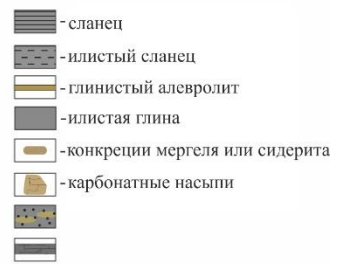 -сланец
-илистый сланец
-глинистый алевролит
-илистая глина
-конкреции мергеля или сидерита
-карбонатные насыпи